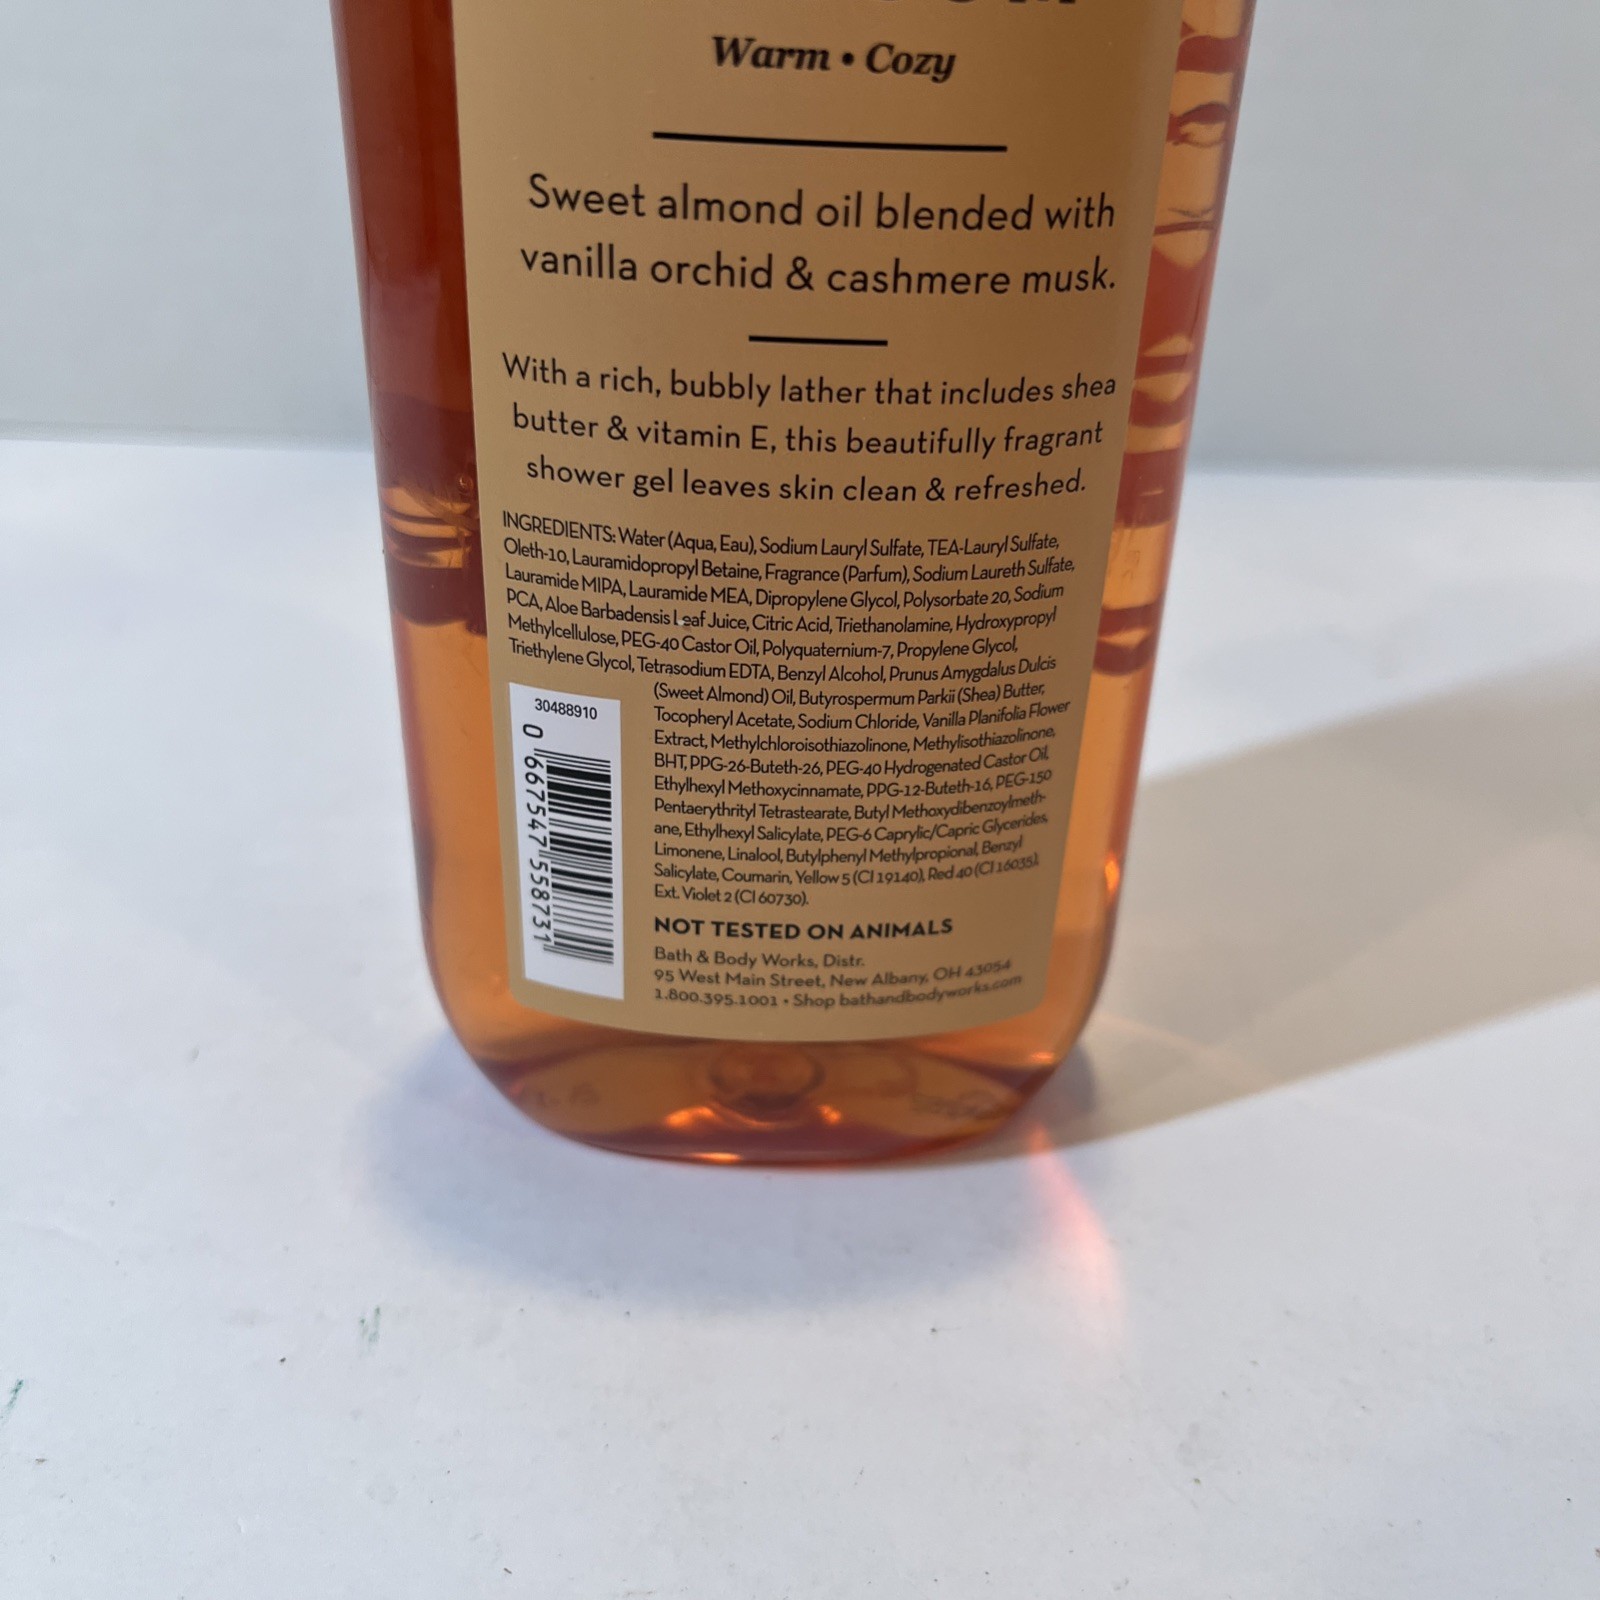 Warm • Cozy
Sweet almond oil blended with
vanilla orchid & cashmere musk.
With a rich, bubbly lather that includes shea
butter & vitamin E, this beautifully fragrant
shower gel leaves skin clean & refreshed.
INGREDIENTS: Water (Aqua, Eau), Sodium Lauryl Sulfate, TEA-Lauryl Sulfate,
Oleth-10, Lauramidopropyl Betaine, Fragrance (Parfum), Sodium Laureth Sulfate,
Lauramide MIPA, Lauramide MEA, Dipropylene Glycol, Polysorbate 20, Sodium
PCA, Aloe Barbadensis Leaf Juice, Citric Acid, Triethanolamine, Hydroxypropyl
Methylcellulose, PEG-40 Castor Oil, Polyquaternium-7, Propylene Glycol,
Triethylene Glycol, Tetrasodium EDTA, Benzyl Alcohol, Prunus Amygdalus Dulcis
(Sweet Almond) Oil, Butyrospermum Parkii (Shea) Butter,
Tocopheryl Acetate, Sodium Chloride, Vanilla Planifolia Flower
Extract, Methylchloroisothiazolinone, Methylisothiazolinone,
BHT, PPG-26-Buteth-26, PEG-40 Hydrogenated Castor Oil,
Ethylhexyl Methoxycinnamate, PPG-12-Buteth-16, PEG-150
Pentaerythrityl Tetrastearate, Butyl Methoxydibenzoylmeth-
ane, Ethylhexyl Salicylate, PEG-6 Caprylic/Capric Glycerides,
Limonene, Linalool, Butylphenyl Methylpropional, Benzyl
Salicylate, Coumarin, Yellow 5 (CI 19140), Red 40 (CI 16035),
Ext. Violet 2 (CI 60730).
30488910
0 667547 558731
NOT TESTED ON ANIMALS
Bath & Body Works, Distr.
95 West Main Street, New Albany, OH 43054
1.800.395.1001 • Shop bathandbodyworks.com